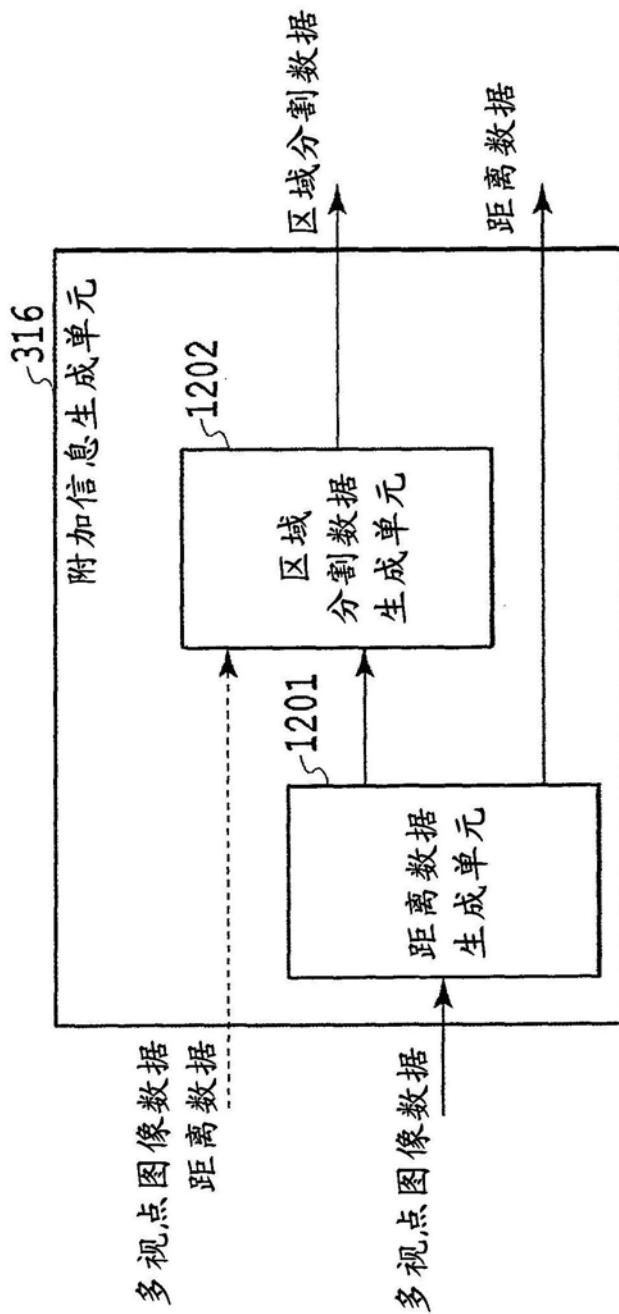 316
附加信息生成单元
多视点图像数据
距离数据
1202
区域
分割数据
生成单元
区域分割数据
多视点图像数据
1201
距离数据
生成单元
距离数据